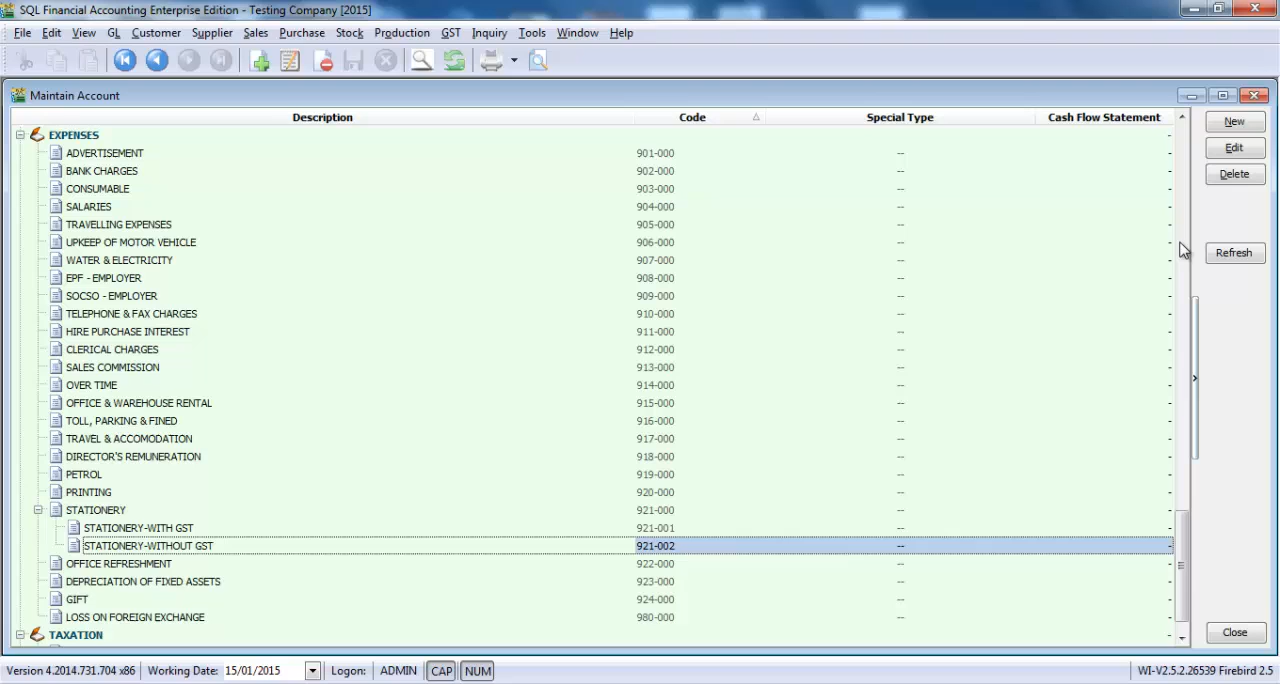 SQL Financial Accounting Enterprise Edition - Testing Company [2015]
File Edit View GL Customer Supplier Sales Purchase Stock Production GST Inquiry Tools Window Help
Maintain Account
Description Code Special Type Cash Flow Statement
EXPENSES -
ADVERTISEMENT 901-000 -- -
BANK CHARGES 902-000 -- -
CONSUMABLE 903-000 -- -
SALARIES 904-000 -- -
TRAVELLING EXPENSES 905-000 -- -
UPKEEP OF MOTOR VEHICLE 906-000 -- -
WATER & ELECTRICITY 907-000 -- -
EPF - EMPLOYER 908-000 -- -
SOCSO - EMPLOYER 909-000 -- -
TELEPHONE & FAX CHARGES 910-000 -- -
HIRE PURCHASE INTEREST 911-000 -- -
CLERICAL CHARGES 912-000 -- -
SALES COMMISSION 913-000 -- -
OVER TIME 914-000 -- -
OFFICE & WAREHOUSE RENTAL 915-000 -- -
TOLL, PARKING & FINED 916-000 -- -
TRAVEL & ACCOMODATION 917-000 -- -
DIRECTOR'S REMUNERATION 918-000 -- -
PETROL 919-000 -- -
PRINTING 920-000 -- -
STATIONERY 921-000 -- -
STATIONERY-WITH GST 921-001 -- -
STATIONERY-WITHOUT GST 921-002 -- -
OFFICE REFRESHMENT 922-000 -- -
DEPRECIATION OF FIXED ASSETS 923-000 -- -
GIFT 924-000 -- -
LOSS ON FOREIGN EXCHANGE 980-000 -- -
TAXATION -
New
Edit
Delete
Refresh
Close
Version 4.2014.731.704 x86 Working Date: 15/01/2015 Logon: ADMIN CAP NUM WI-V2.5.2.26539 Firebird 2.5